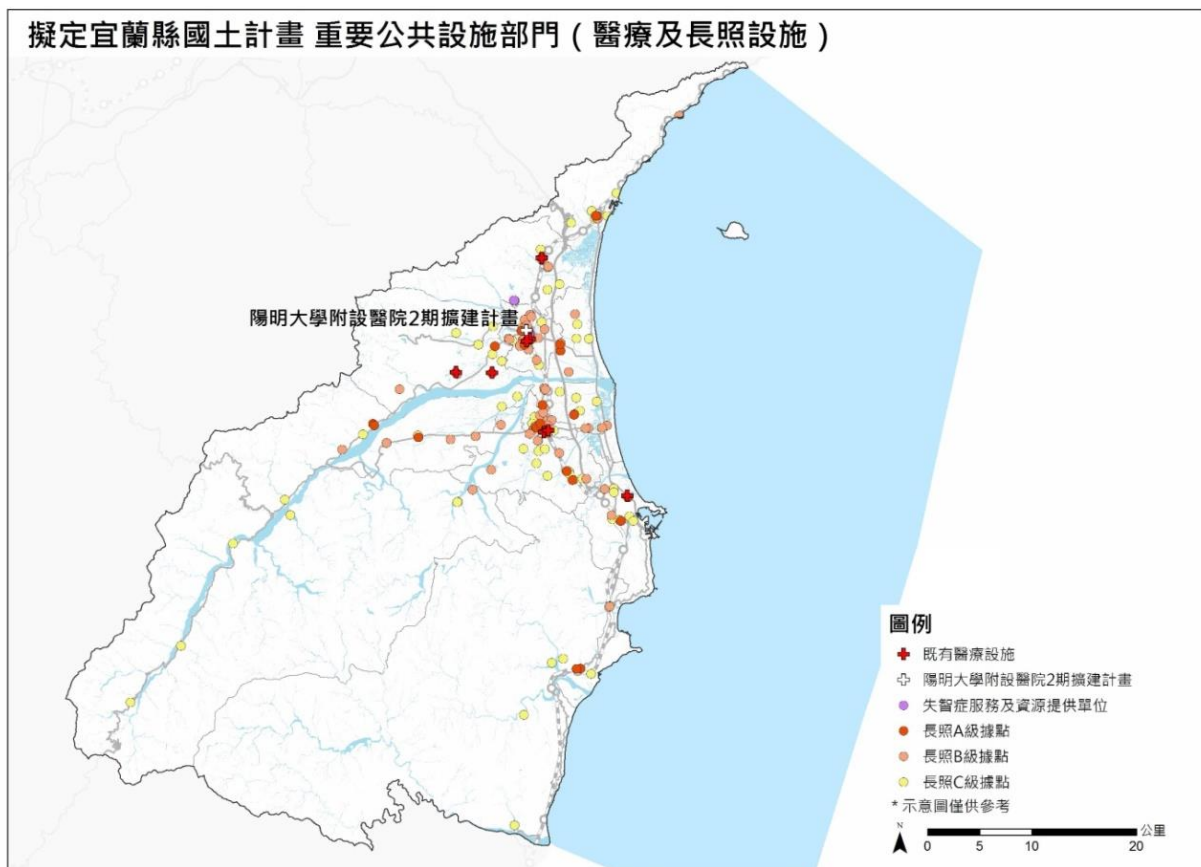 擬定宜蘭縣國土計畫 重要公共設施部門（醫療及長照設施）
陽明大學附設醫院2期擴建計畫
圖例
既有醫療設施
陽明大學附設醫院2期擴建計畫
失智症服務及資源提供單位
長照A級據點
長照B級據點
長照C級據點
* 示意圖僅供參考
N
公里
0 5 10 20